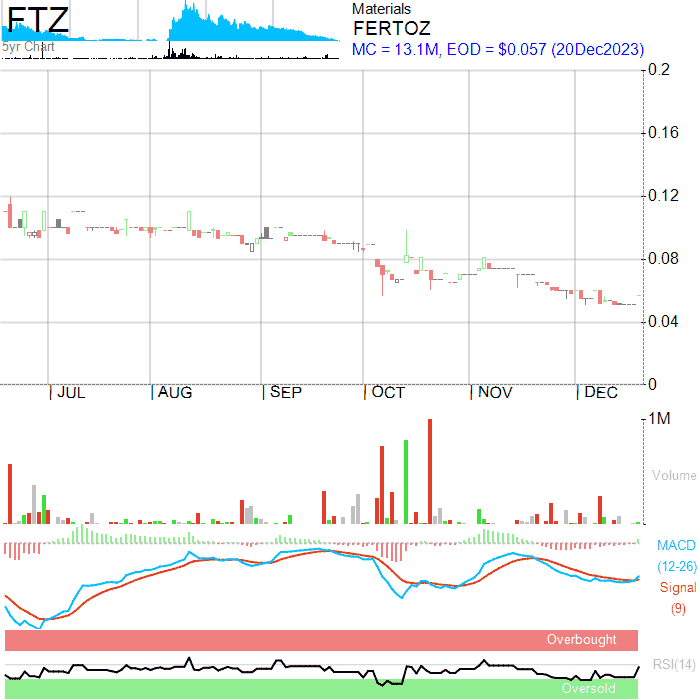 FTZ
5yr Chart
Materials
FERTOZ
MC = 13.1M, EOD = $0.057 (20Dec2023)
0.2
0.16
0.12
0.08
0.04
0
JUL AUG SEP OCT NOV DEC
1M
Volume
MACD
(12-26)
Signal
(9)
Overbought
RSI(14)
Oversold